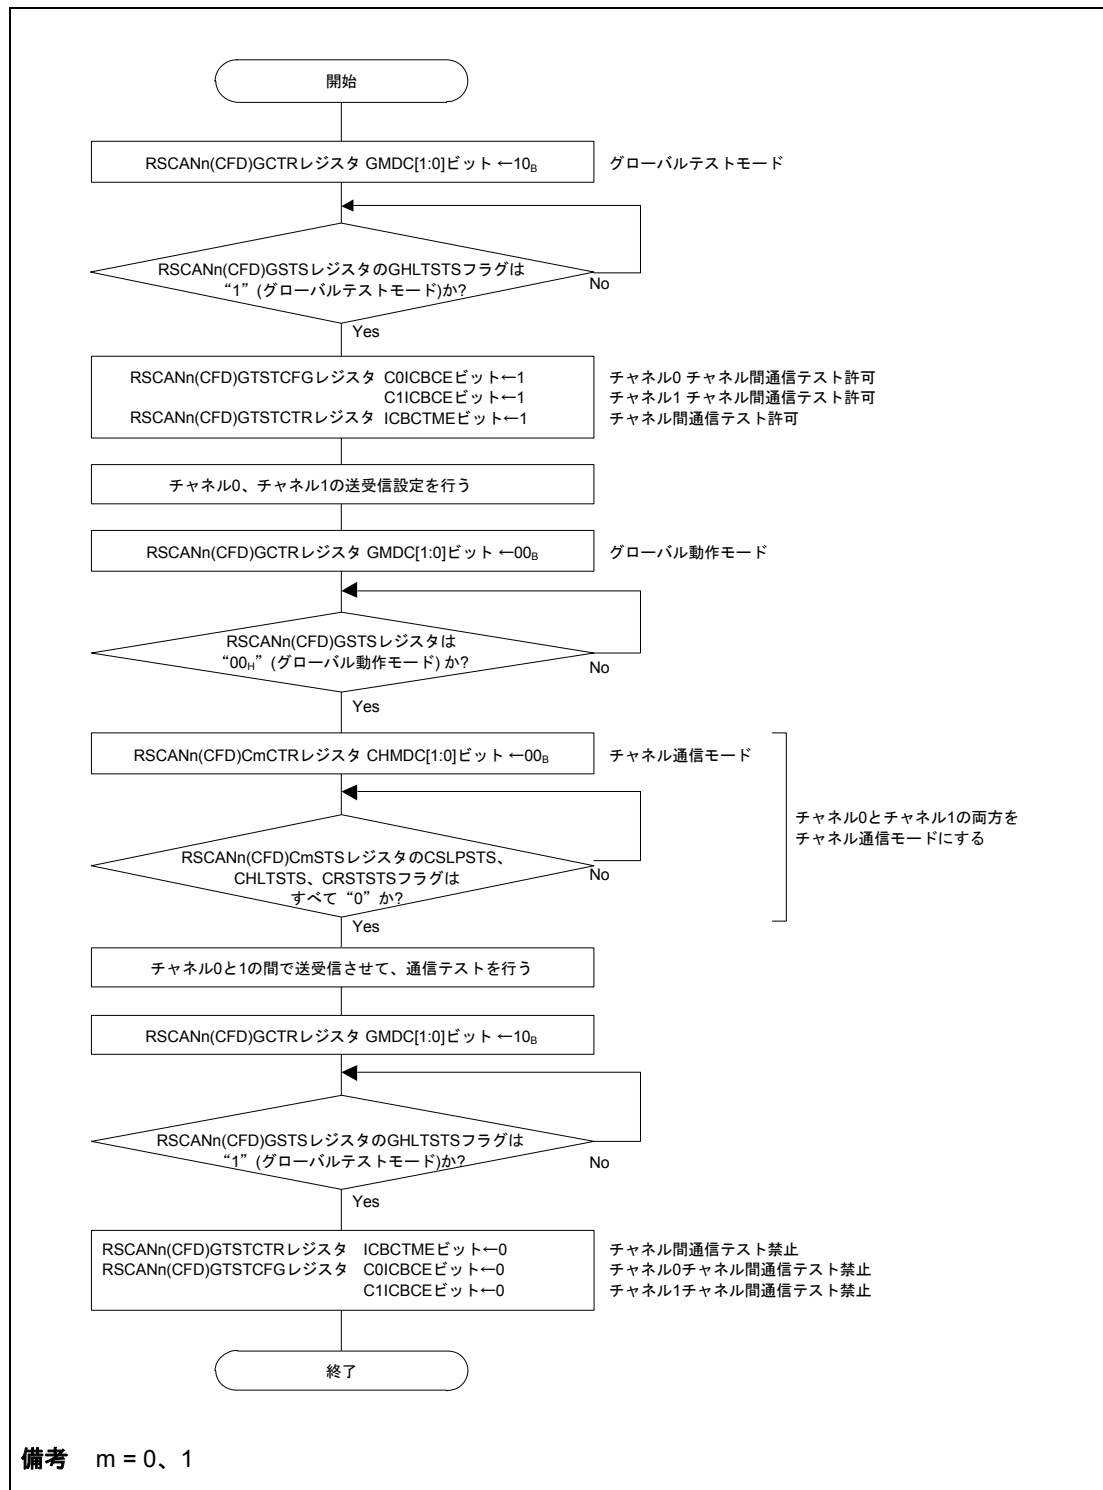 開始
RSCANn(CFD)GCTRレジスタ GMDC[1:0]ビット ←10B
グローバルテストモード
RSCANn(CFD)GSTSレジスタのGHLTSTSフラグは
“1” (グローバルテストモード)か?
No
Yes
RSCANn(CFD)GTSTCFGレジスタ C0ICBCEビット←1
チャネル0 チャネル間通信テスト許可
C1ICBCEビット←1
チャネル1 チャネル間通信テスト許可
RSCANn(CFD)GTSTCTRレジスタ ICBCTMEビット←1
チャネル間通信テスト許可
チャネル0、チャネル1の送受信設定を行う
RSCANn(CFD)GCTRレジスタ GMDC[1:0]ビット ←00B
グローバル動作モード
RSCANn(CFD)GSTSレジスタは
“00H” (グローバル動作モード) か?
No
Yes
RSCANn(CFD)CmCTRレジスタ CHMDC[1:0]ビット ←00B
チャネル通信モード
チャネル0とチャネル1の両方を
チャネル通信モードにする
RSCANn(CFD)CmSTSレジスタのCSLPSTS、
CHLTSTS、CRSTSTSフラグは
すべて “0” か?
No
Yes
チャネル0と1の間で送受信させて、通信テストを行う
RSCANn(CFD)GCTRレジスタ GMDC[1:0]ビット ←10B
RSCANn(CFD)GSTSレジスタのGHLTSTSフラグは
“1” (グローバルテストモード)か?
No
Yes
RSCANn(CFD)GTSTCTRレジスタ ICBCTMEビット←0
チャネル間通信テスト禁止
RSCANn(CFD)GTSTCFGレジスタ C0ICBCEビット←0
チャネル0チャネル間通信テスト禁止
C1ICBCEビット←0
チャネル1チャネル間通信テスト禁止
終了
備考 m = 0、1